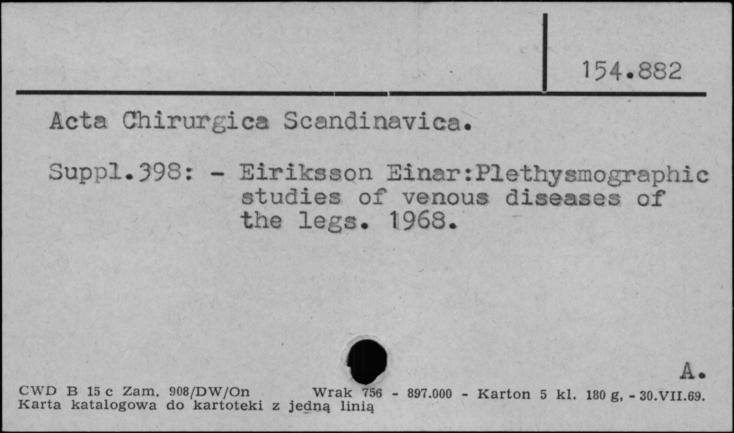 154.882
Acta Chirurgica Scandinavica.
Suppl.398: - Eiriksson Einar:Plethysmographic
studies of venous diseases of
the legs. 1968.
A.
CWD B 15 c Zam. 908/DW/On Wrak 756 - 897.000 - Karton 5 kl. 180 g, - 30.VII.69.
Karta katalogowa do kartoteki z jedną linią